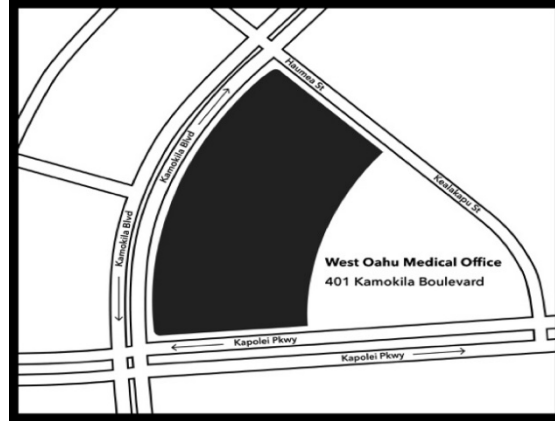 Haumea St
Kamokila Blvd
Kealakapu St
Kamokila Blvd
West Oahu Medical Office
401 Kamokila Boulevard
Kapolei Pkwy
Kapolei Pkwy